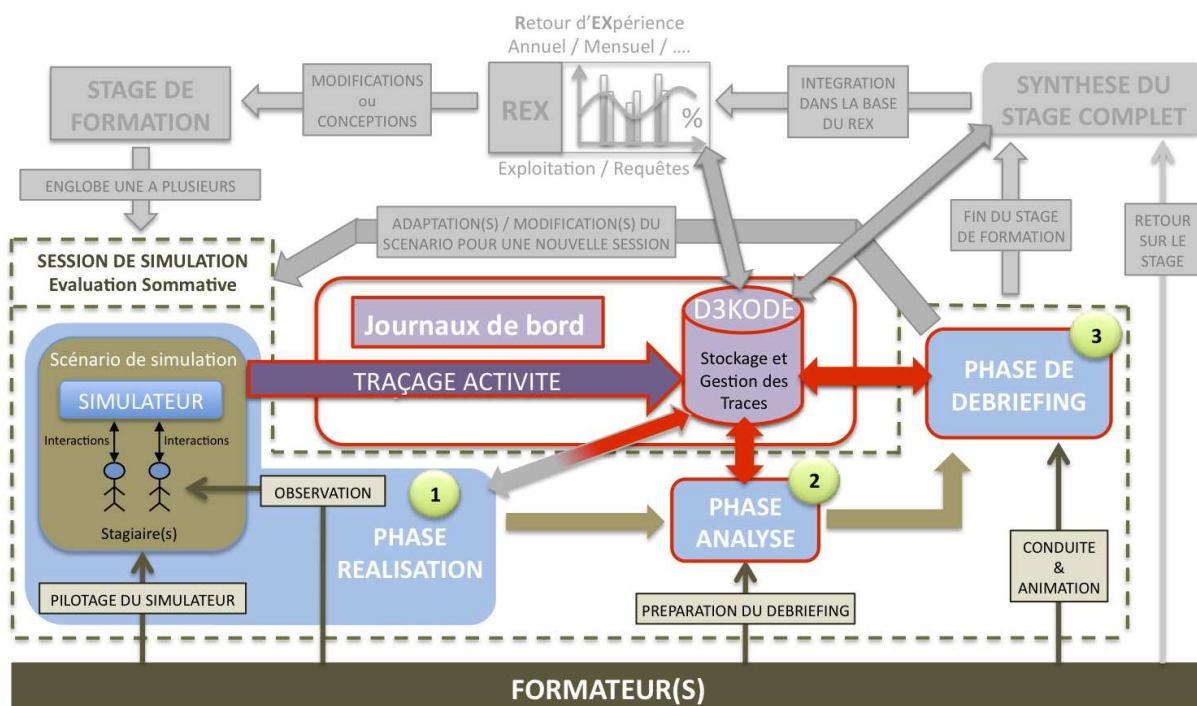 Retour d'EXpérience
Annuel / Mensuel / ....
STAGE DE
FORMATION
MODIFICATIONS
ou
CONCEPTIONS
REX
%
INTEGRATION
DANS LA BASE
DU REX
SYNTHESE DU
STAGE COMPLET
Exploitation / Requêtes
ENGLOBE UNE A PLUSIEURS
ADAPTATION(S) / MODIFICATION(S) DU
SCENARIO POUR UNE NOUVELLE SESSION
FIN DU STAGE
DE FORMATION
RETOUR
SUR LE
STAGE
SESSION DE SIMULATION
Evaluation Sommative
Journaux de bord
D3KODE
Stockage et
Gestion des
Traces
TRAÇAGE ACTIVITE
Scénario de simulation
SIMULATEUR
Interactions
Interactions
Stagiaire(s)
3
PHASE DE
DEBRIEFING
OBSERVATION
1
PHASE
REALISATION
2
PHASE
ANALYSE
CONDUITE
&
ANIMATION
PILOTAGE DU SIMULATEUR
PREPARATION DU DEBRIEFING
FORMATEUR(S)